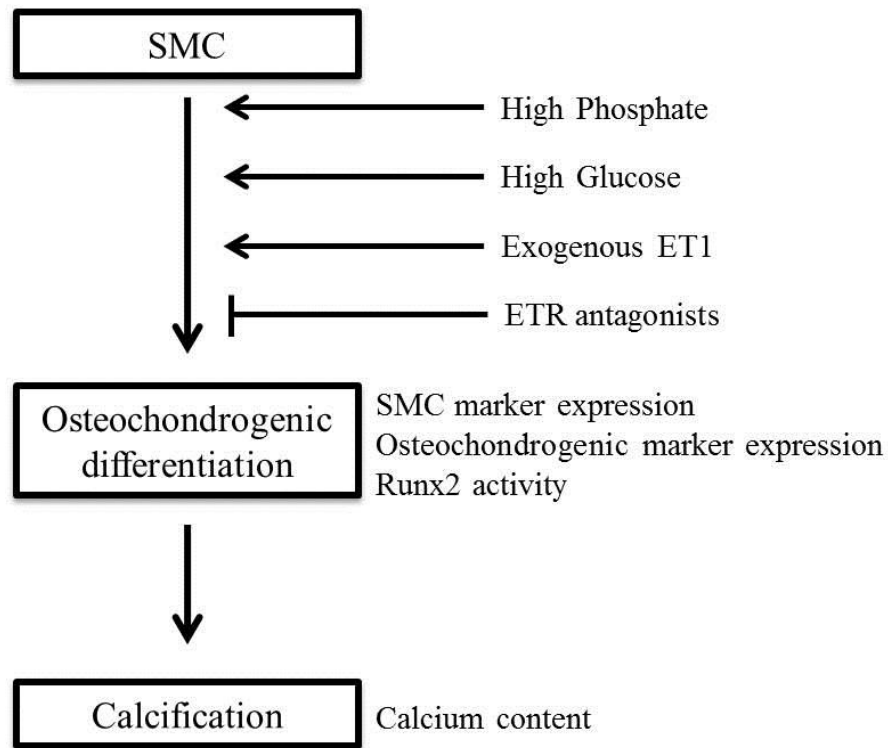 SMC
High Phosphate
High Glucose
Exogenous ET1
ETR antagonists
Osteochondrogenic
differentiation
SMC marker expression
Osteochondrogenic marker expression
Runx2 activity
Calcification
Calcium content